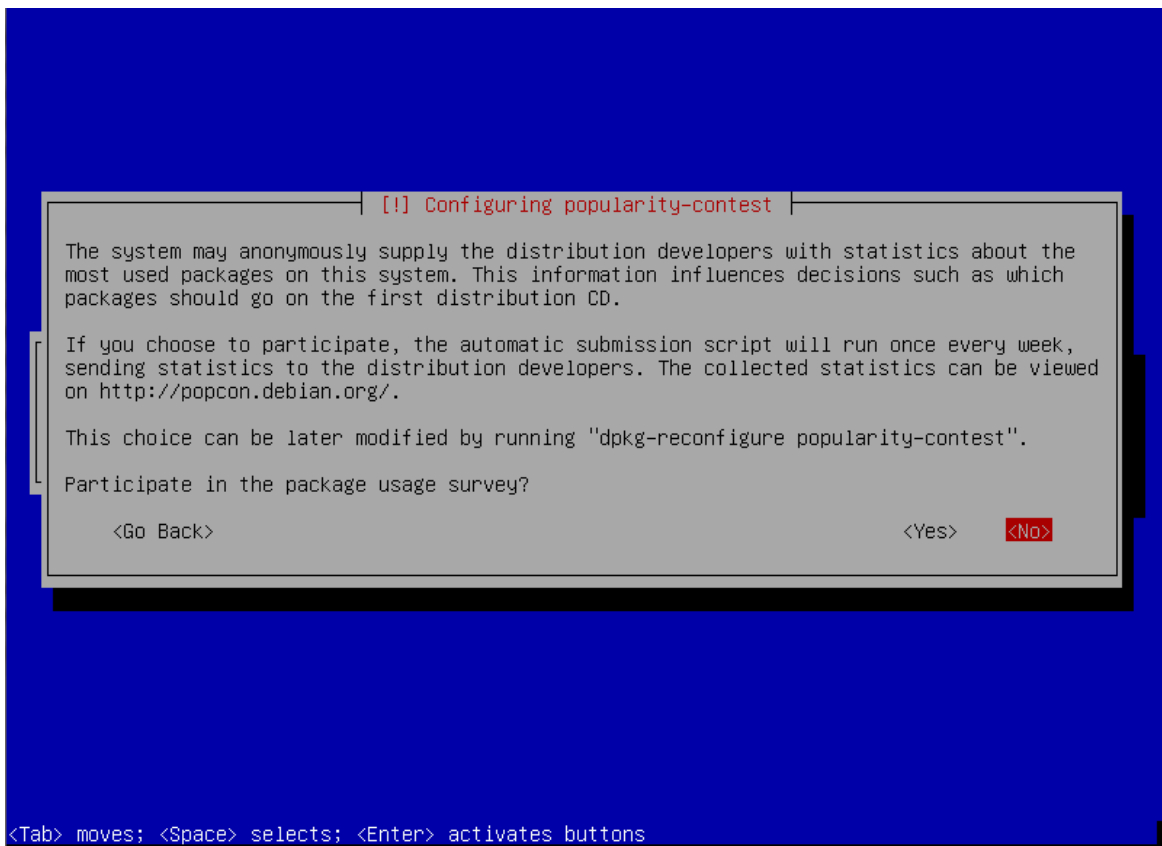 [!] Configuring popularity-contest
The system may anonymously supply the distribution developers with statistics about the
most used packages on this system. This information influences decisions such as which
packages should go on the first distribution CD.
If you choose to participate, the automatic submission script will run once every week,
sending statistics to the distribution developers. The collected statistics can be viewed
on http://popcon.debian.org/.
This choice can be later modified by running "dpkg-reconfigure popularity-contest".
Participate in the package usage survey?
<Go Back> <Yes> <No>
<Tab> moves; <Space> selects; <Enter> activates buttons